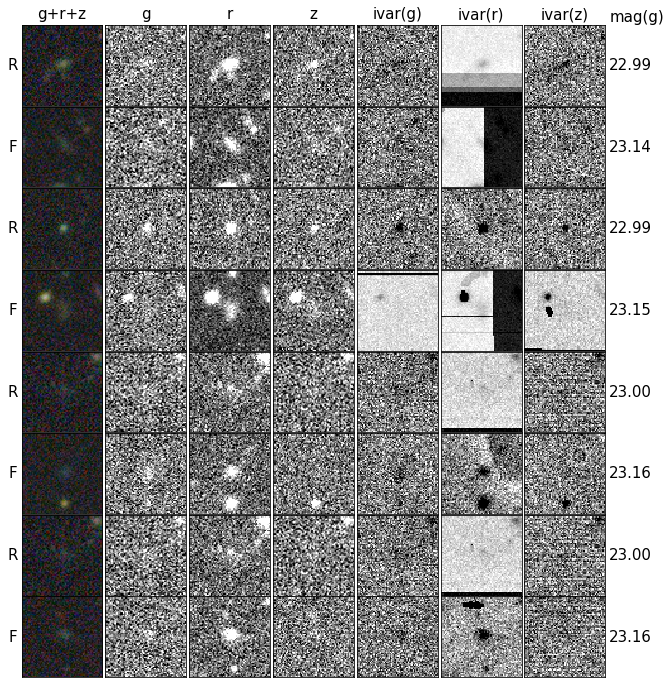 g+r+z g r z ivar(g) ivar(r) ivar(z) mag(g)
R 22.99
F 23.14
R 22.99
F 23.15
R 23.00
F 23.16
R 23.00
F 23.16